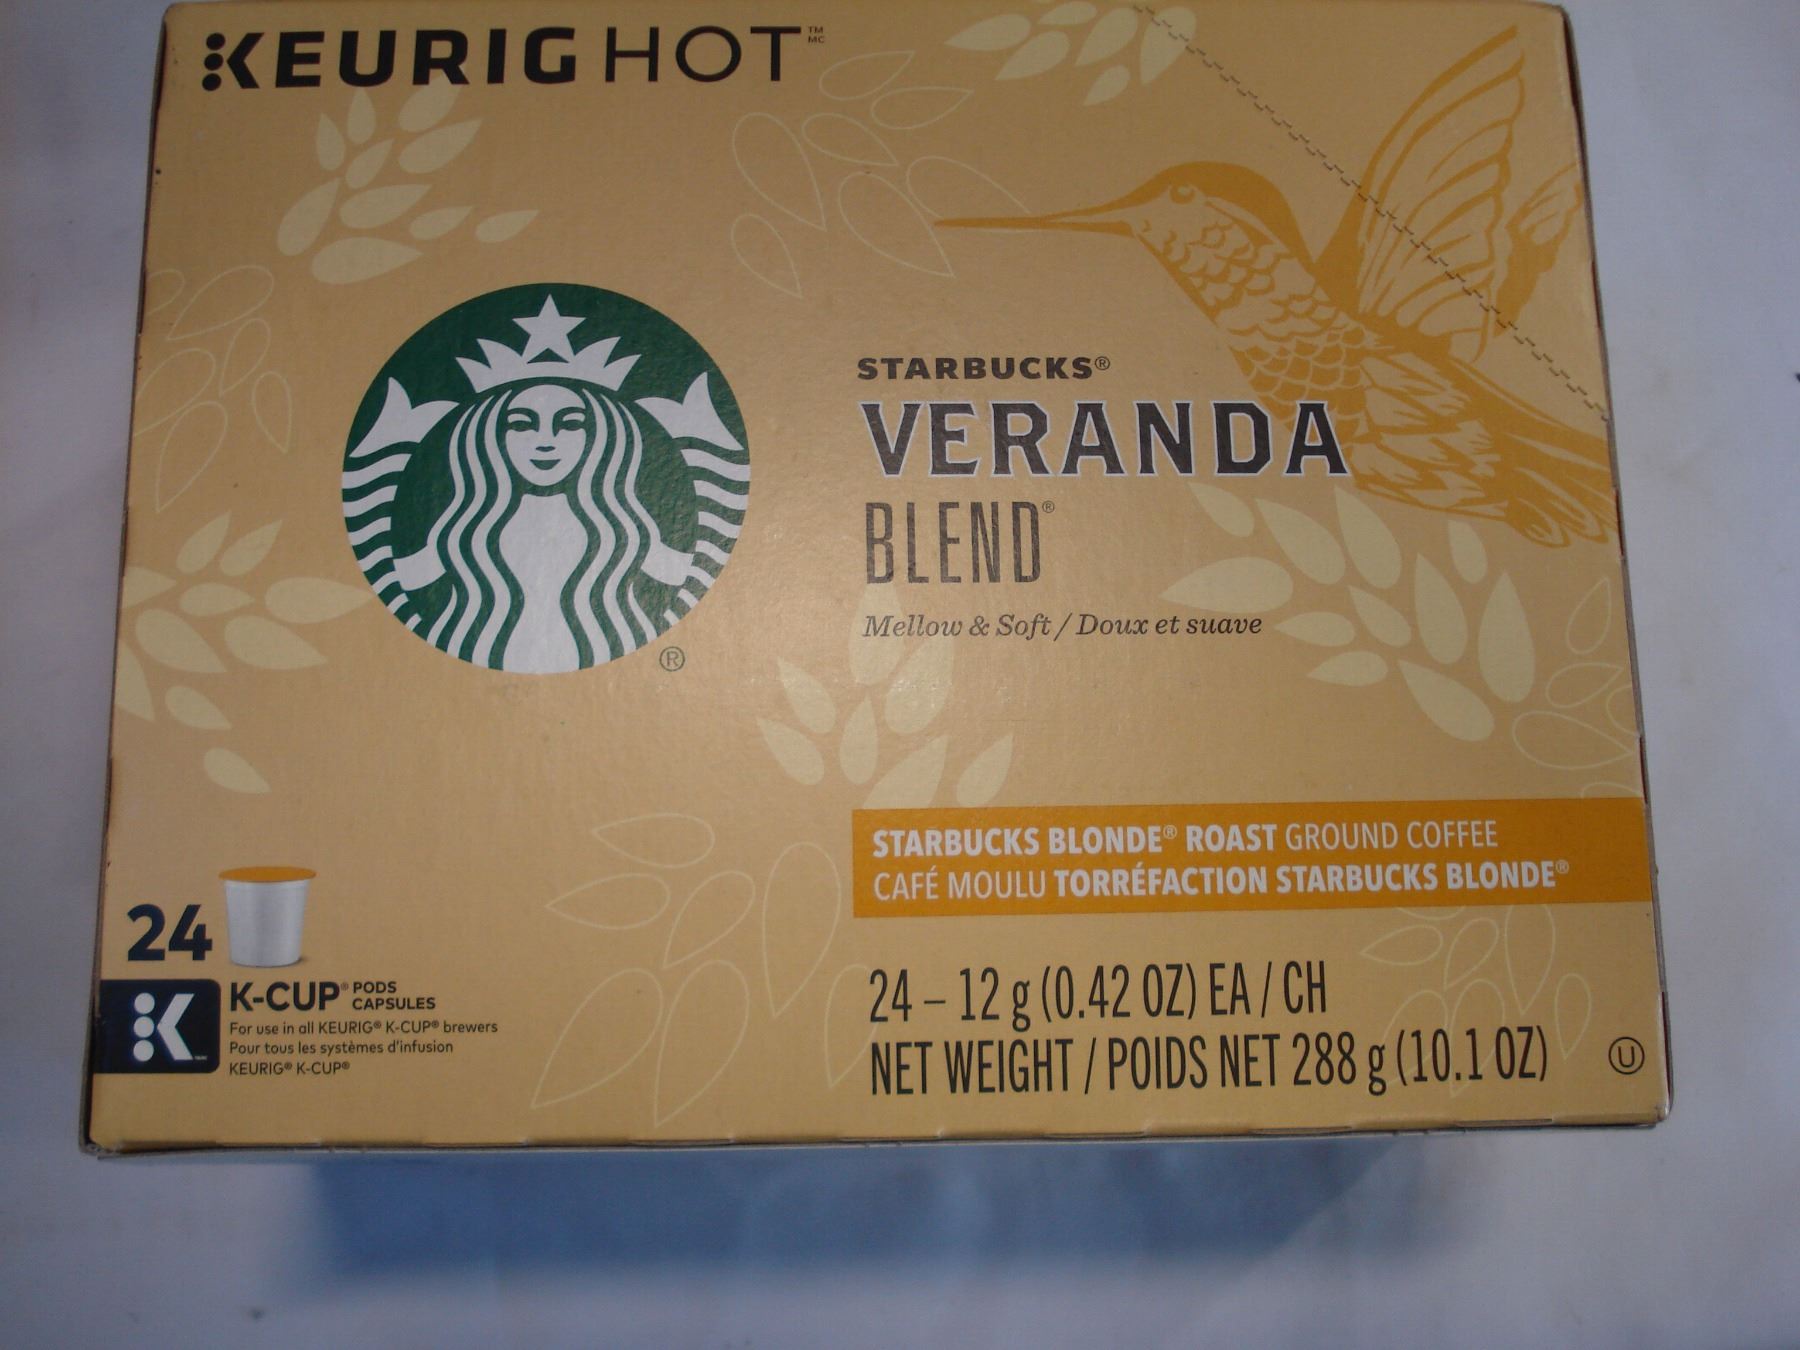 KEURIG HOT™ MC
STARBUCKS®
VERANDA
BLEND®
Mellow & Soft / Doux et suave
®
STARBUCKS BLONDE® ROAST GROUND COFFEE
CAFÉ MOULU TORRÉFACTION STARBUCKS BLONDE®
24
K
K-CUP® PODS
CAPSULES
For use in all KEURIG® K-CUP® brewers
Pour tous les systèmes d'infusion
KEURIG® K-CUP®
24 – 12 g (0.42 OZ) EA / CH
NET WEIGHT / POIDS NET 288 g (10.1 OZ)
U